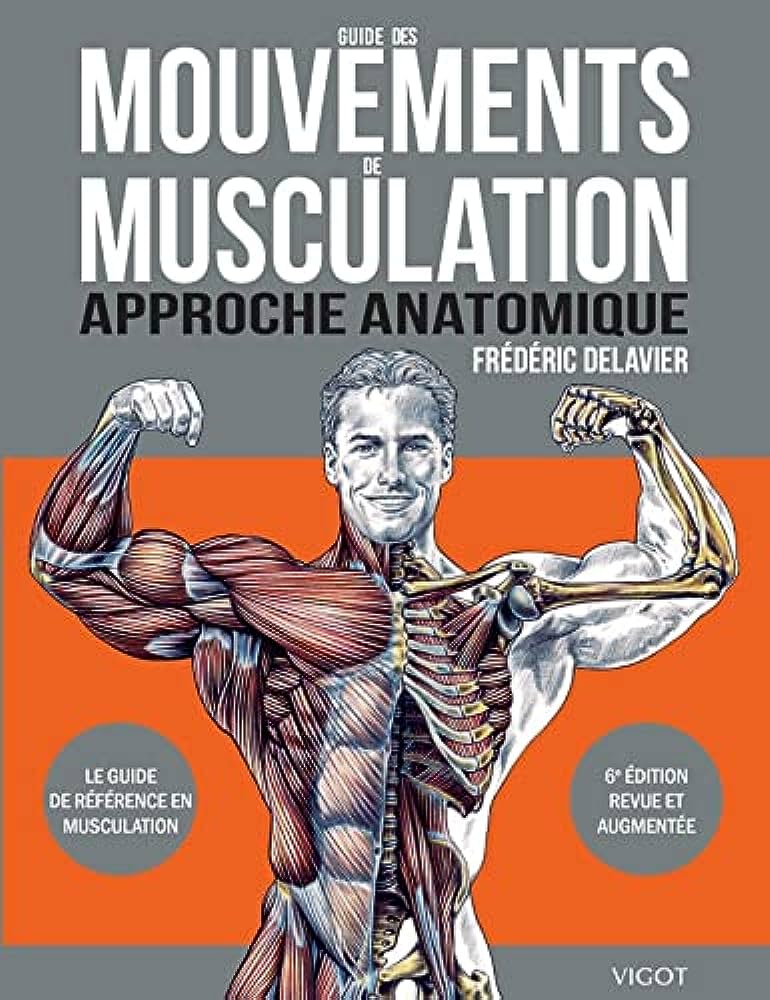 GUIDE DES
MOUVEMENTS
DE
MUSCULATION
APPROCHE ANATOMIQUE
FRÉDÉRIC DELAVIER
LE GUIDE
DE RÉFÉRENCE EN
MUSCULATION
6e ÉDITION
REVUE ET
AUGMENTÉE
VIGOT